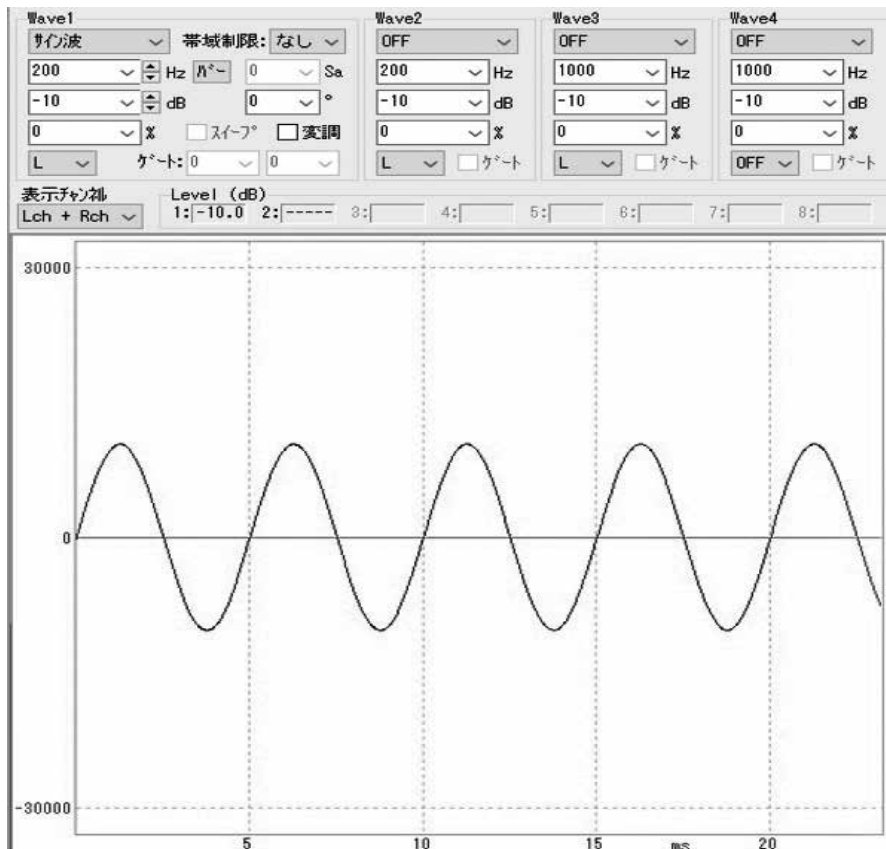 Wave1 Wave2 Wave3 Wave4
サイン波 帯域制限: なし OFF OFF OFF
200 Hz バー 0 Sa 200 Hz 1000 Hz 1000 Hz
-10 dB 0 ° -10 dB -10 dB -10 dB
0 % スイープ 変調 0 % 0 % 0 %
L ゲート: 0 0 L ゲート L ゲート OFF ゲート
表示チャンネル Level (dB)
Lch + Rch 1: -10.0 2: ----- 3: 4: 5: 6: 7: 8:
30000
0
-30000
5 10 15 ms 20